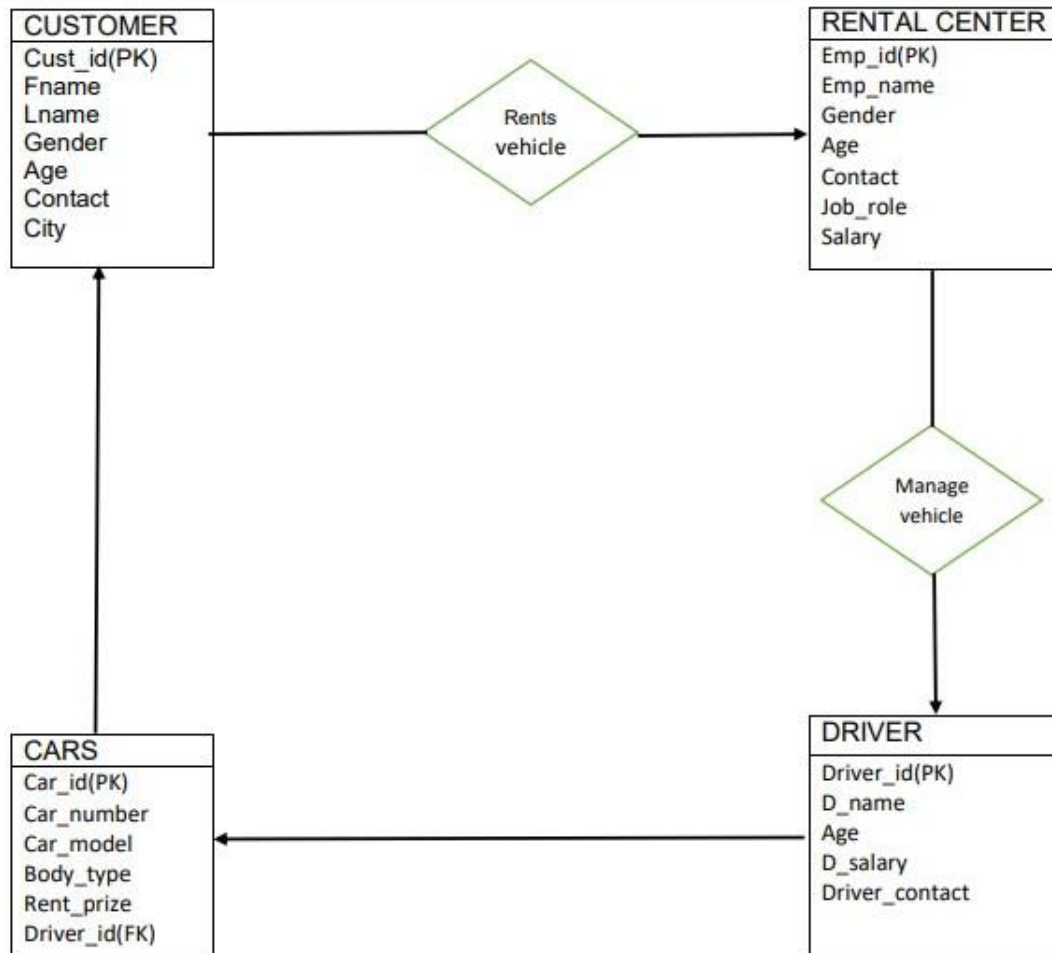 CUSTOMER
Cust_id(PK)
Fname
Lname
Gender
Age
Contact
City
Rents
vehicle
RENTAL CENTER
Emp_id(PK)
Emp_name
Gender
Age
Contact
Job_role
Salary
Manage
vehicle
CARS
Car_id(PK)
Car_number
Car_model
Body_type
Rent_prize
Driver_id(FK)
DRIVER
Driver_id(PK)
D_name
Age
D_salary
Driver_contact